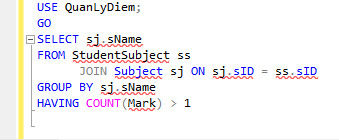 USE QuanLyDiem;
GO
SELECT sj.sName
FROM StudentSubject ss
JOIN Subject sj ON sj.sID = ss.sID
GROUP BY sj.sName
HAVING COUNT(Mark) > 1